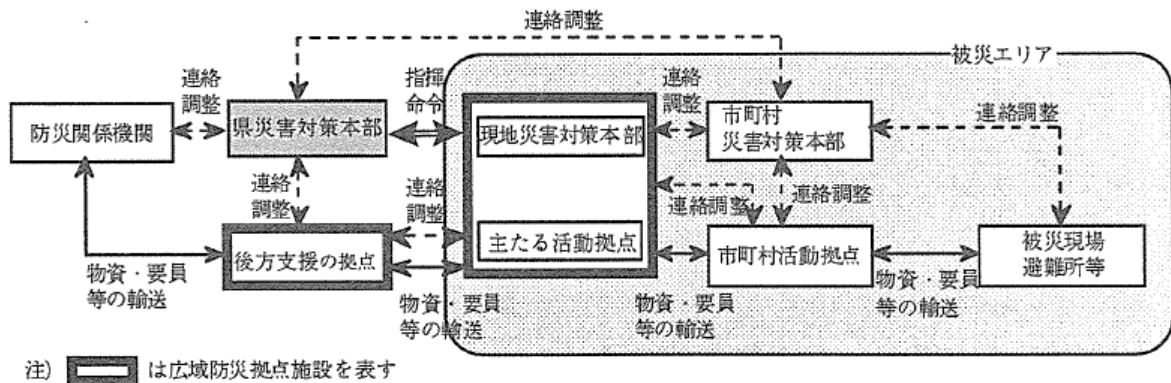 連絡調整
被災エリア
連絡
調整
指揮
命令
連絡
調整
連絡調整
防災関係機関
県災害対策本部
現地災害対策本部
市町村
災害対策本部
連絡
調整
連絡
調整
連絡調整
連絡調整
後方支援の拠点
主たる活動拠点
市町村活動拠点
被災現場
避難所等
物資・要員
等の輸送
物資・要員
等の輸送
物資・要員
等の輸送
物資・要員
等の輸送
注) は広域防災拠点施設を表す